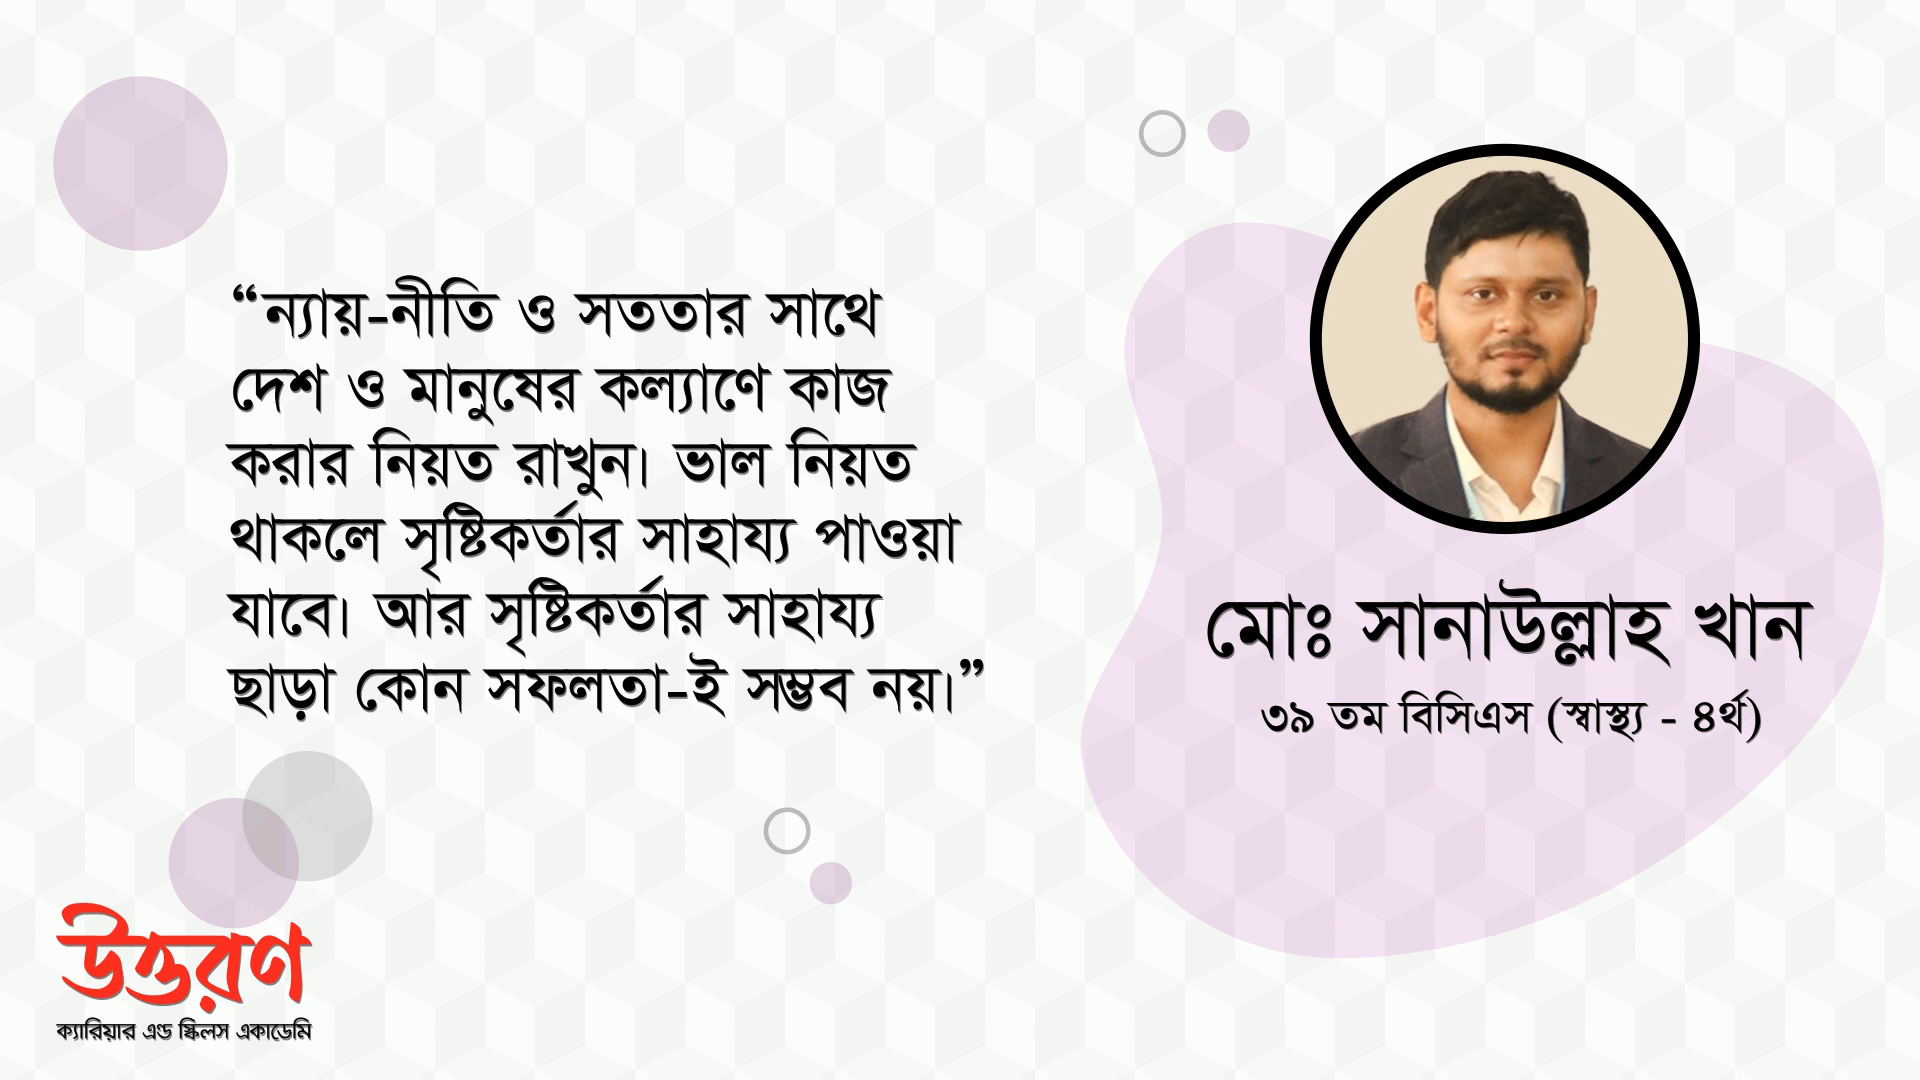 “ন্যায়-নীতি ও সততার সাথে
দেশ ও মানুষের কল্যাণে কাজ
করার নিয়ত রাখুন। ভাল নিয়ত
থাকলে সৃষ্টিকর্তার সাহায্য পাওয়া
যাবে। আর সৃষ্টিকর্তার সাহায্য
ছাড়া কোন সফলতা-ই সম্ভব নয়।”
মোঃ সানাউল্লাহ খান
৩৯ তম বিসিএস (স্বাস্থ্য - ৪র্থ)
উত্তরণ
ক্যারিয়ার এন্ড স্কিলস একাডেমি